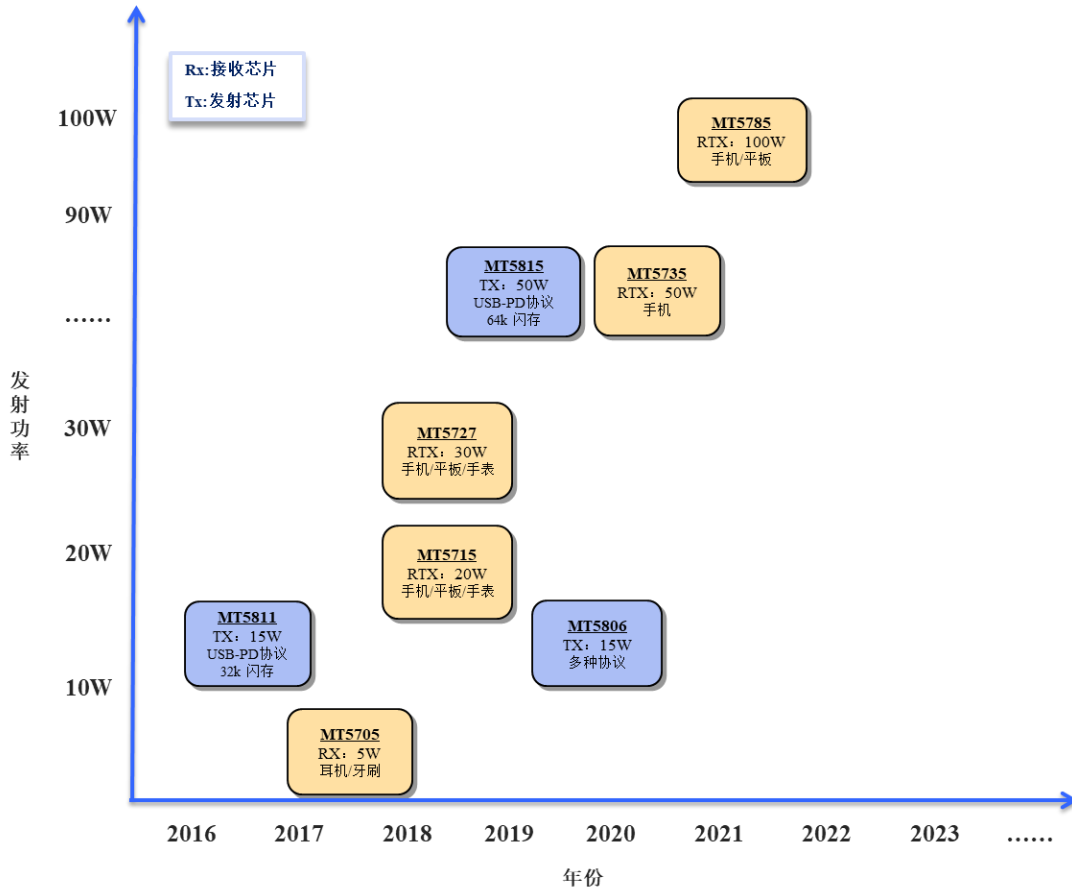 Rx:接收芯片
Tx:发射芯片
100W
90W
……
30W
20W
10W
发射功率
MT5785
RTX：100W
手机/平板
MT5815
TX：50W
USB-PD协议
64k 闪存
MT5735
RTX：50W
手机
MT5727
RTX：30W
手机/平板/手表
MT5715
RTX：20W
手机/平板/手表
MT5811
TX：15W
USB-PD协议
32k 闪存
MT5806
TX：15W
多种协议
MT5705
RX：5W
耳机/牙刷
2016 2017 2018 2019 2020 2021 2022 2023 ……
年份